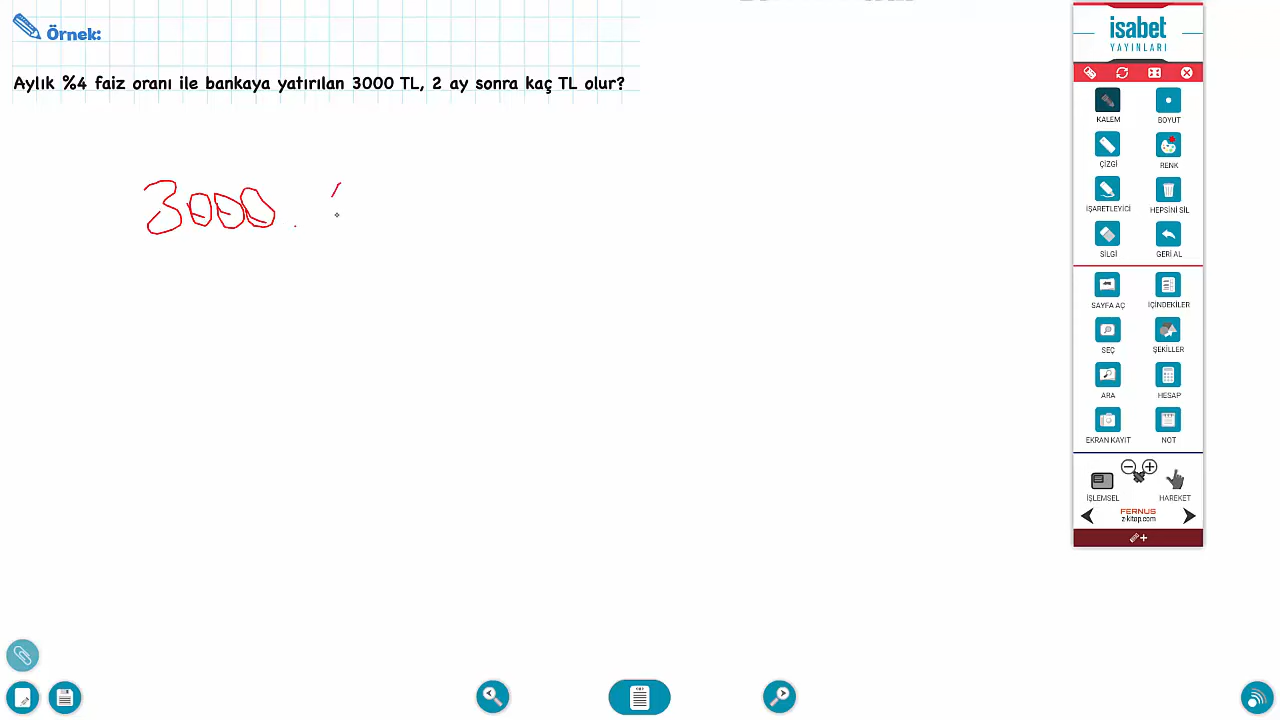 Örnek:
Aylık %4 faiz oranı ile bankaya yatırılan 3000 TL, 2 ay sonra kaç TL olur?
3000 .
isabet
YAYINLARI
KALEM
BOYUT
ÇİZGİ
RENK
İŞARETLEYİCİ
HEPSİNİ SİL
SİLGİ
GERİ AL
SAYFA AÇ
İÇİNDEKİLER
SEÇ
ŞEKİLLER
ARA
HESAP
EKRAN KAYIT
NOT
İŞLEMSEL
HAREKET
FERNUS
z-kitap.com